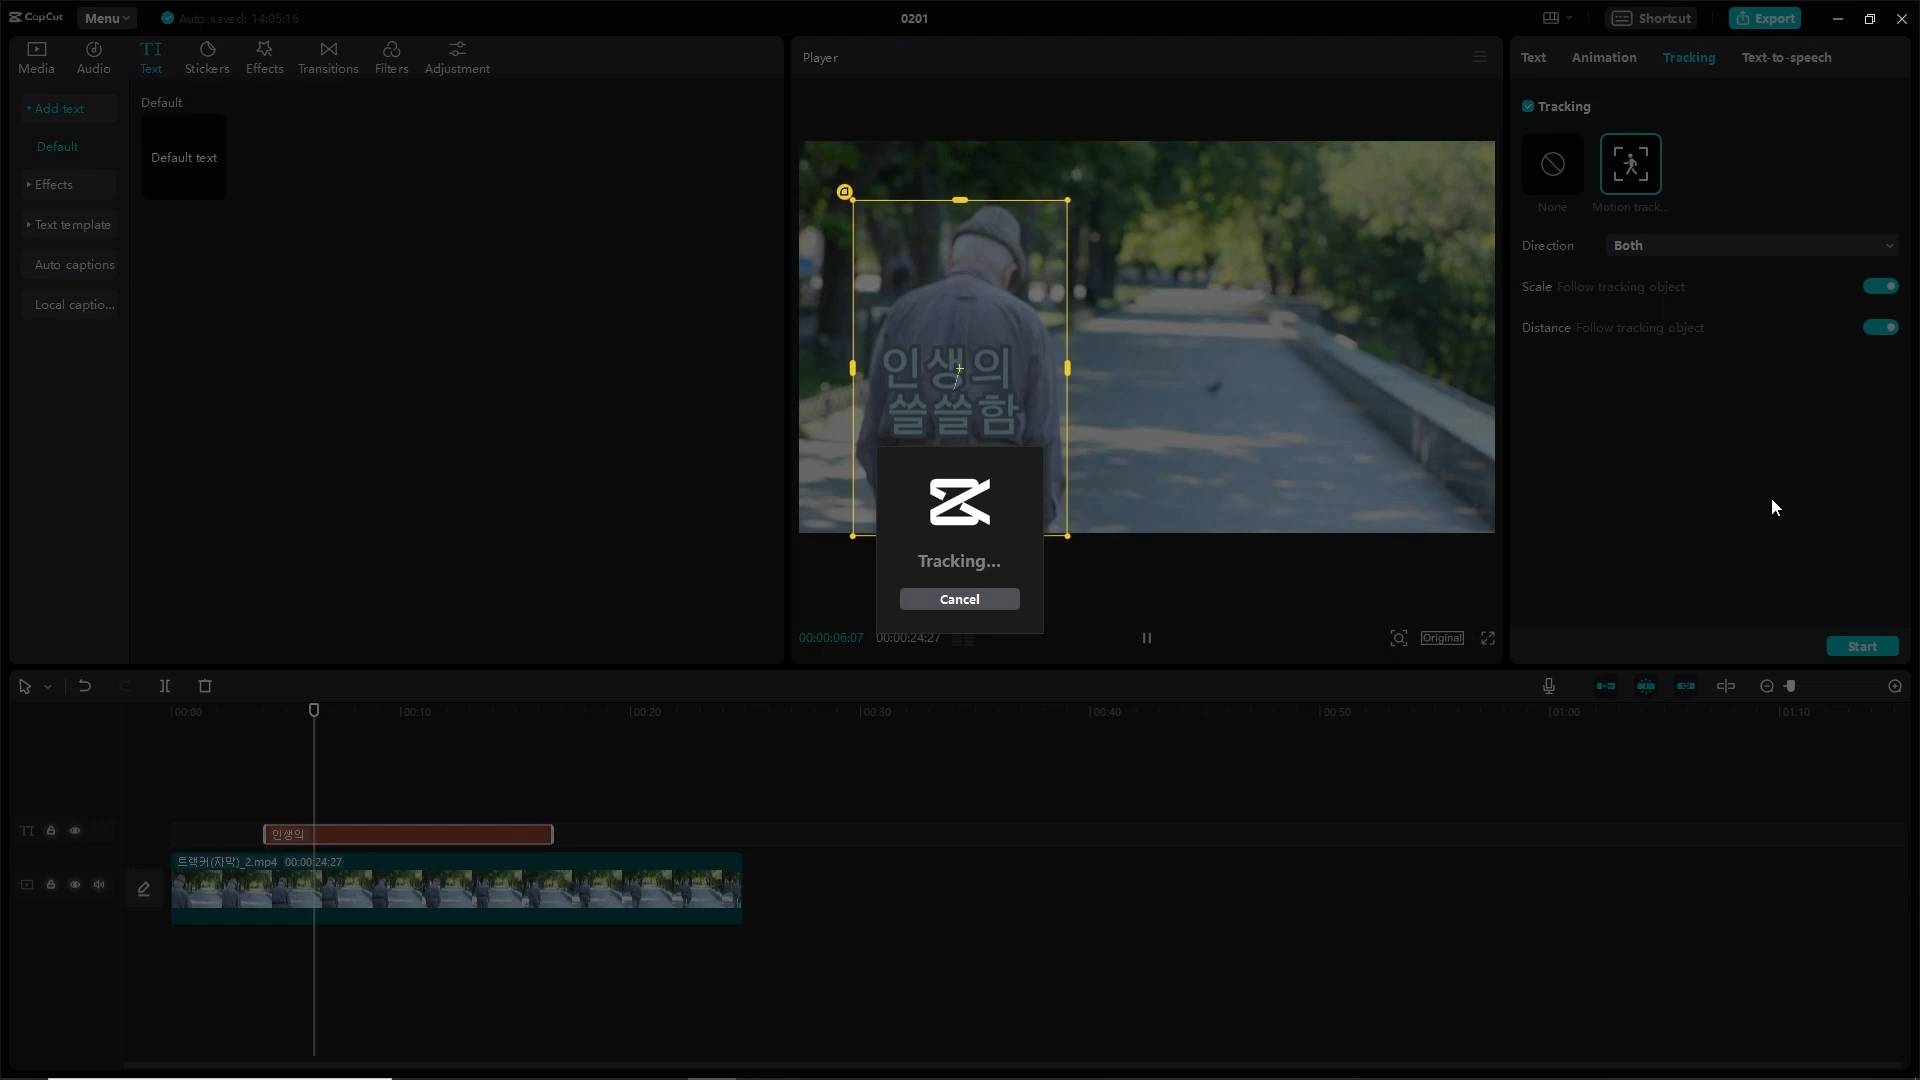 CapCut
Menu
Auto saved: 14:05:16
0201
Shortcut
Export
Media
Audio
TI
Text
Stickers
Effects
Transitions
Filters
Adjustment
Add text
Default
Effects
Text template
Auto captions
Local captio...
Default
Default text
Player
인생의
쓸쓸함
Tracking...
Cancel
00:00:06:07
00:00:24:27
Original
Text
Animation
Tracking
Text-to-speech
Tracking
None
Motion track...
Direction
Both
Scale Follow tracking object
Distance Follow tracking object
Start
00:00
00:10
00:20
00:30
00:40
00:50
01:00
01:10
TI
인생의
트랙커(자막)_2.mp4 00:00:24:27